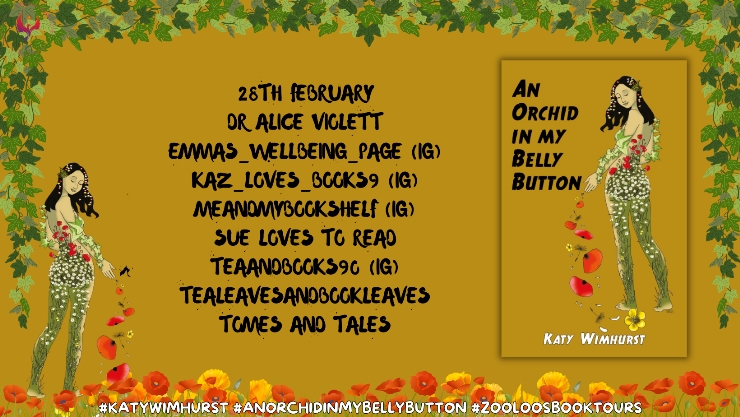 28TH FEBRUARY
DR ALICE VIOLETT
EMMAS_WELLBEING_PAGE (IG)
KAZ_LOVES_BOOKS9 (IG)
MEANDMYBOOKSHELF (IG)
SUE LOVES TO READ
TEAANDBOOKS90 (IG)
TEALEAVESANDBOOKLEAVES
TOMES AND TALES
AN
ORCHID
IN MY
BELLY
BUTTON
KATY WIMHURST
#KATYWIMHURST #ANORCHIDINMYBELLYBUTTON #ZOOLOOSBOOKTOURS